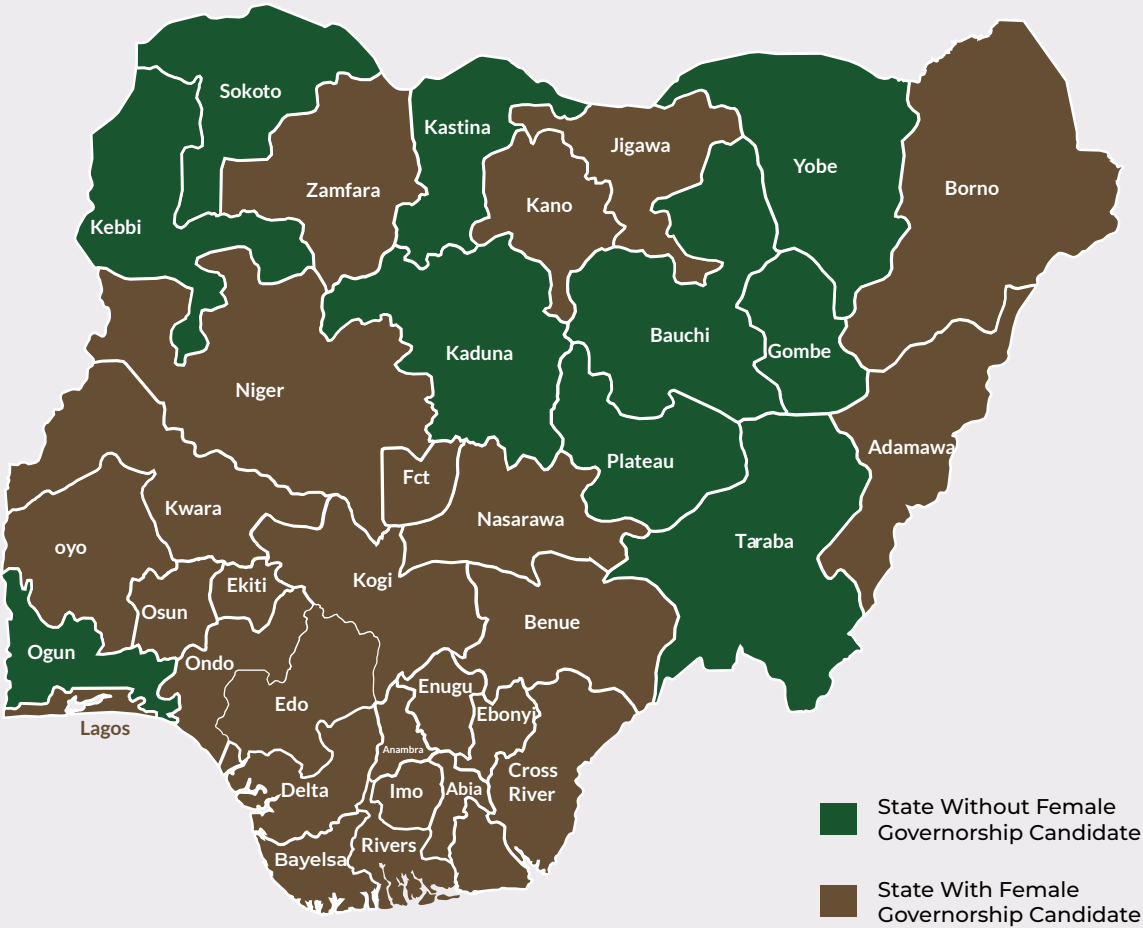 Sokoto
Kastina
Jigawa
Yobe
Borno
Zamfara
Kano
Kebbi
Bauchi
Gombe
Kaduna
Niger
Adamawa
Plateau
Fct
Kwara
Nasarawa
Taraba
oyo
Kogi
Ekiti
Osun
Benue
Ogun
Ondo
Enugu
Edo
Ebonyi
Lagos
Anambra
Cross
River
Delta
Imo
Abia
Rivers
Bayelsa
State Without Female
Governorship Candidate
State With Female
Governorship Candidate